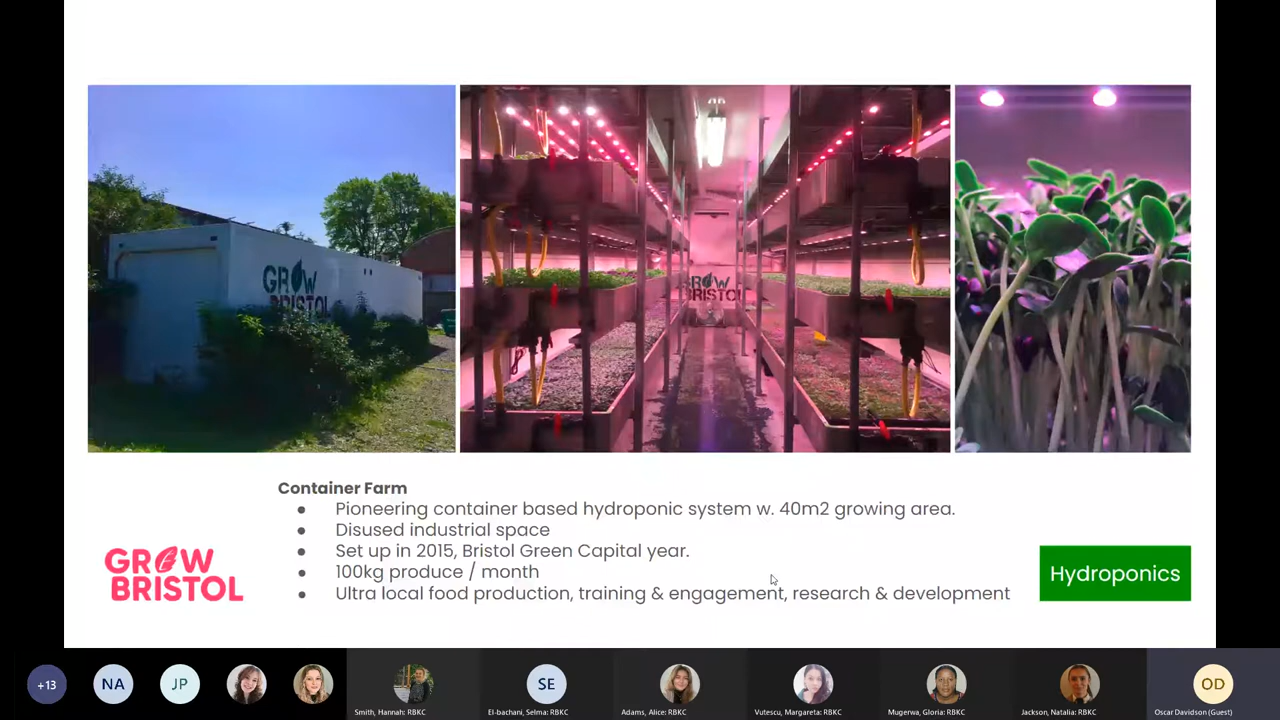 GROW
BRISTOL
GROW
BRISTOL
Container Farm
● Pioneering container based hydroponic system w. 40m2 growing area.
● Disused industrial space
● Set up in 2015, Bristol Green Capital year.
● 100kg produce / month
● Ultra local food production, training & engagement, research & development
GROW
BRISTOL
Hydroponics
+13
NA
JP
SE
OD
Smith, Hannah: RBKC
El-bachani, Selma: RBKC
Adams, Alice: RBKC
Vutescu, Margareta: RBKC
Mugerwa, Gloria: RBKC
Jackson, Natalia: RBKC
Oscar Davidson (Guest)